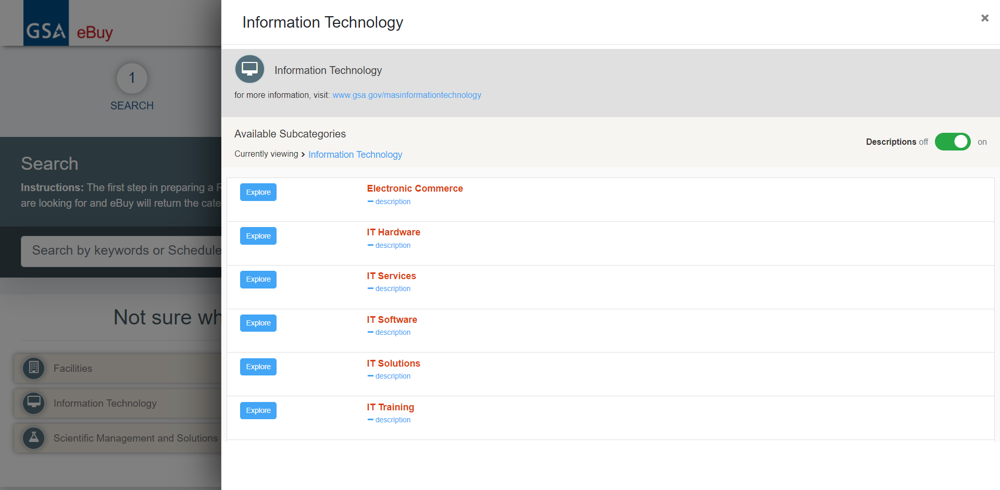 GSA eBuy
1
SEARCH
Search
Instructions: The first step in preparing a
are looking for and eBuy will return the cate
Search by keywords or Schedule
Not sure
Facilities
Information Technology
Scientific Management and Solutions
Information Technology
×
Information Technology
for more information, visit: www.gsa.gov/masinformationtechnology
Available Subcategories
Currently viewing > Information Technology
Descriptions off on
Explore Electronic Commerce
description
Explore IT Hardware
description
Explore IT Services
description
Explore IT Software
description
Explore IT Solutions
description
Explore IT Training
description